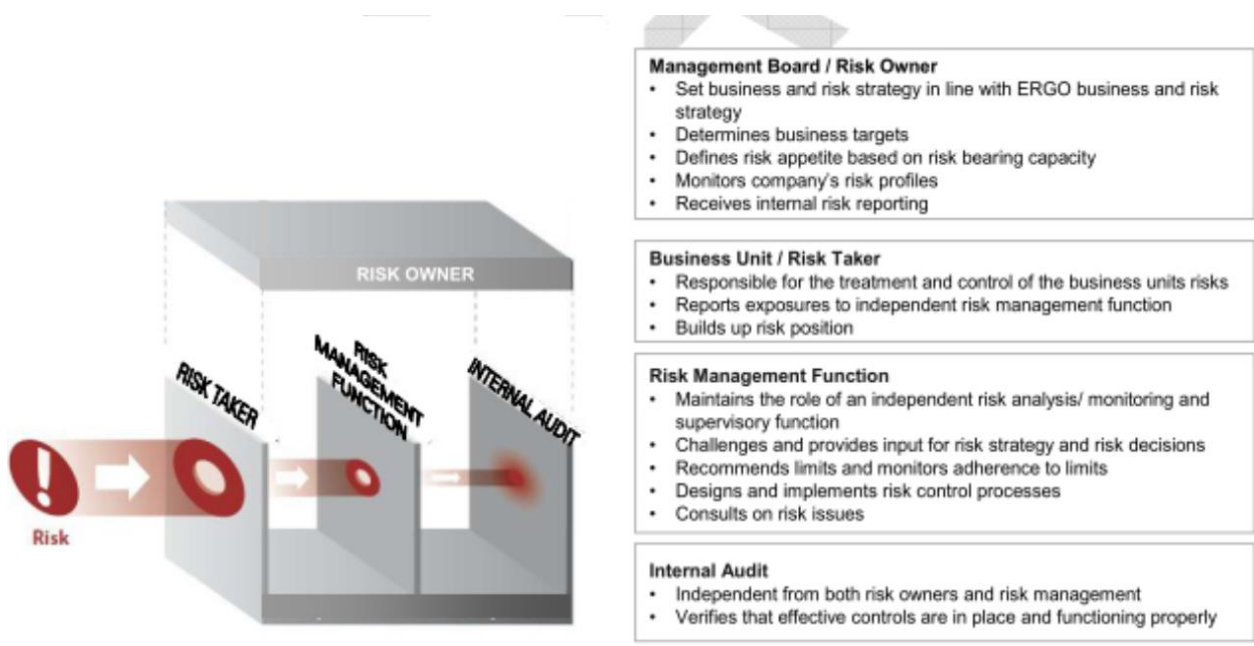 RISK OWNER
RISK TAKER
RISK
MANAGEMENT
FUNCTION
INTERNAL AUDIT
Risk
Management Board / Risk Owner
• Set business and risk strategy in line with ERGO business and risk
strategy
• Determines business targets
• Defines risk appetite based on risk bearing capacity
• Monitors company's risk profiles
• Receives internal risk reporting
Business Unit / Risk Taker
• Responsible for the treatment and control of the business units risks
• Reports exposures to independent risk management function
• Builds up risk position
Risk Management Function
• Maintains the role of an independent risk analysis/ monitoring and
supervisory function
• Challenges and provides input for risk strategy and risk decisions
• Recommends limits and monitors adherence to limits
• Designs and implements risk control processes
• Consults on risk issues
Internal Audit
• Independent from both risk owners and risk management
• Verifies that effective controls are in place and functioning properly